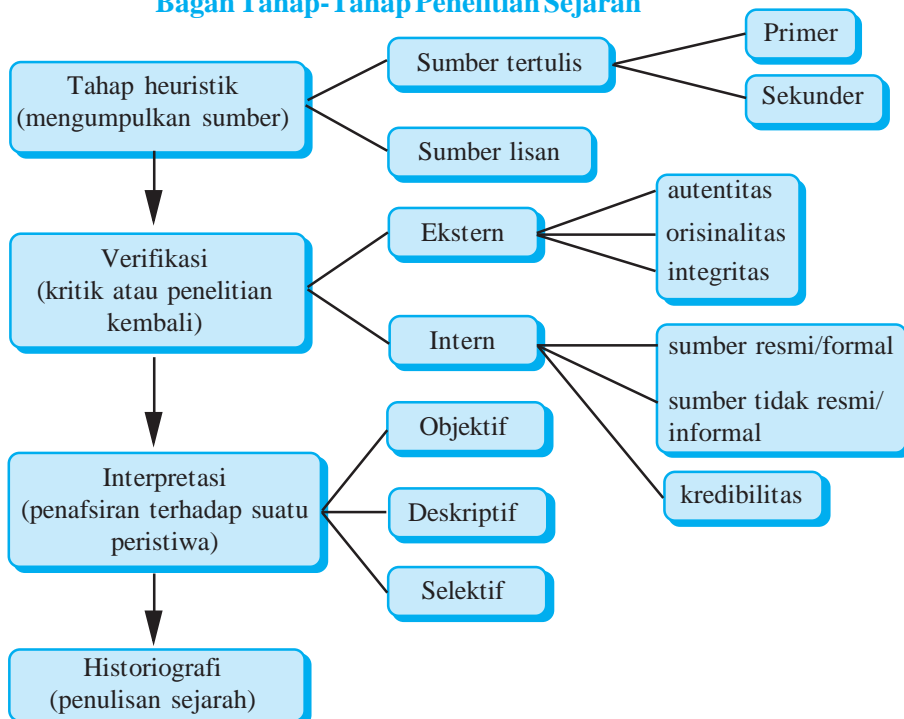 Bagan Tahap-Tahap Penelitian Sejarah
Tahap heuristik
(mengumpulkan sumber)
Sumber tertulis
Primer
Sekunder
Sumber lisan
Verifikasi
(kritik atau penelitian
kembali)
Ekstern
autentitas
orisinalitas
integritas
Intern
sumber resmi/formal
sumber tidak resmi/
informal
kredibilitas
Interpretasi
(penafsiran terhadap suatu
peristiwa)
Objektif
Deskriptif
Selektif
Historiografi
(penulisan sejarah)